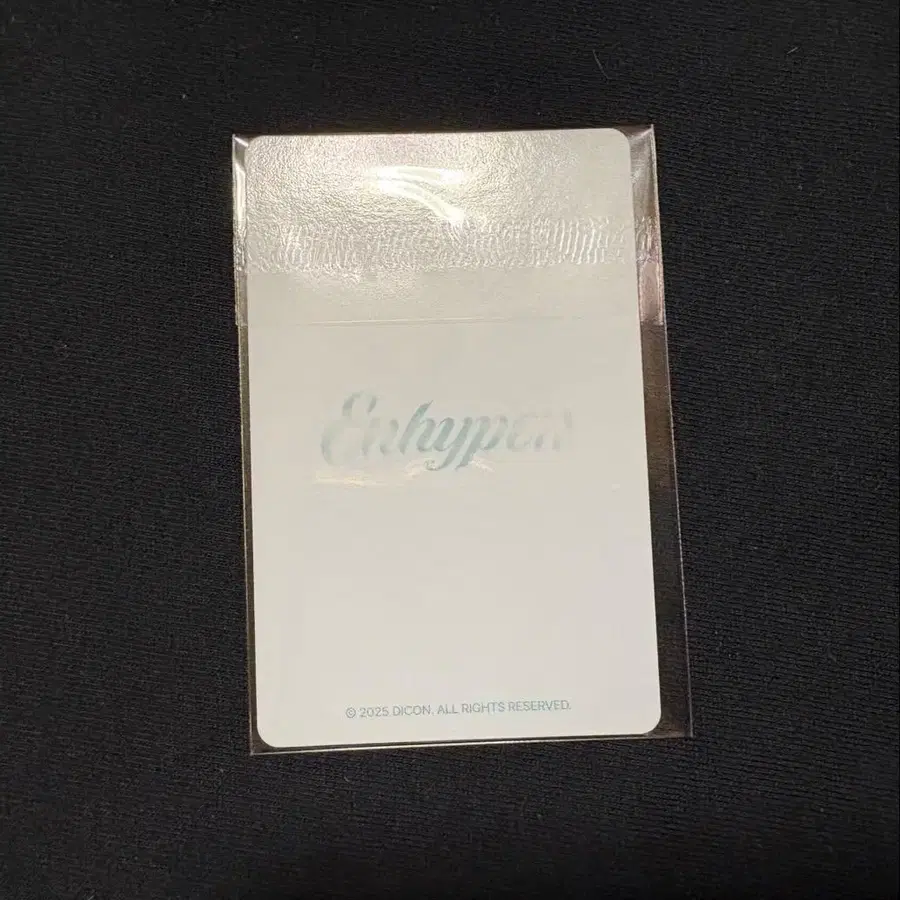 Enhypen
© 2025 DICON. ALL RIGHTS RESERVED.